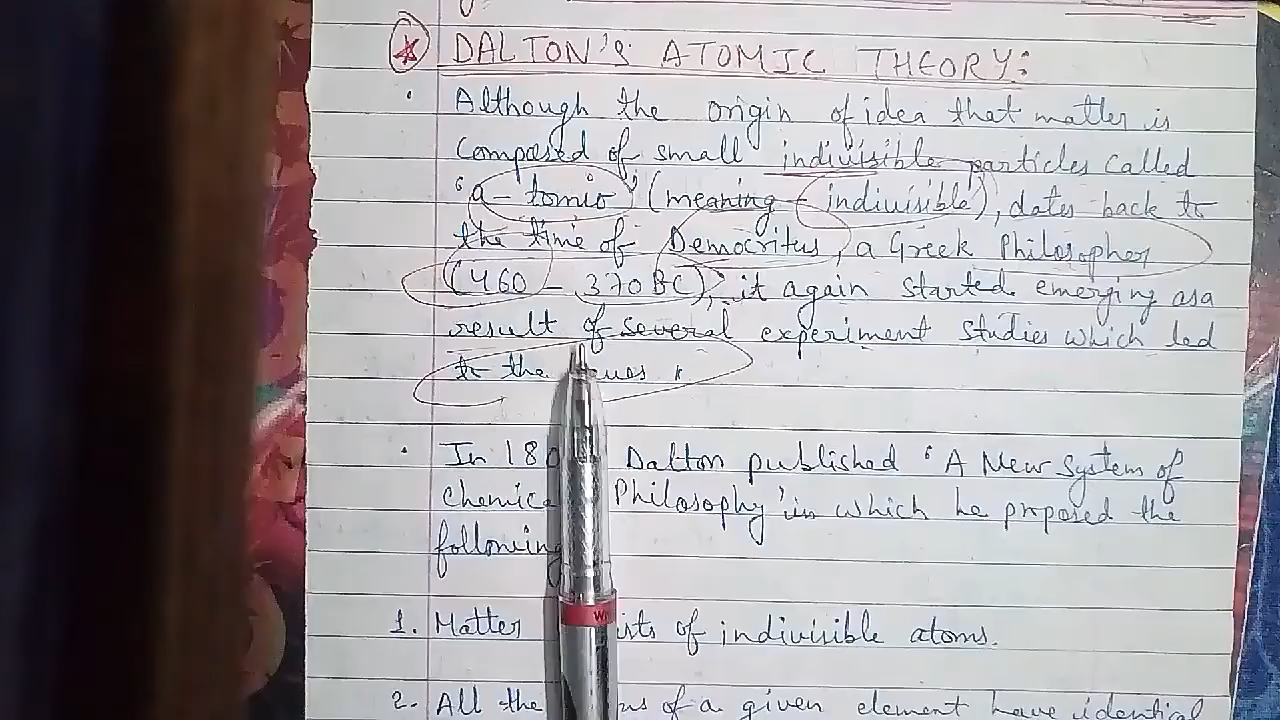 DALTON'S ATOMIC THEORY:
• Although the origin of idea that matter is
composed of small indivisible particles called
'a-tomio' (meaning - indivisible), dates back to
the time of Democritus, a Greek Philosopher
(460 - 370 BC), it again started emerging as a
result of several experiment studies which led
to the
• In Dalton published 'A New System of
Philosophy' in which he proposed the
following
1. Matter of indivisible atoms.
2. All the of a given element have idential